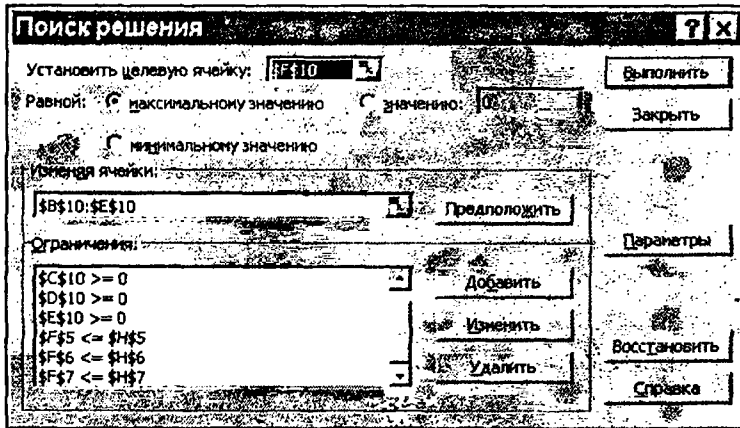 Поиск решения
Установить целевую ячейку: $F$10
Выполнить
Равной: максимальному значению значению: 0
Закрыть
минимальному значению
Изменяя ячейки:
$B$10:$E$10
Предположить
Параметры
Ограничения:
$C$10 >= 0
$D$10 >= 0
$E$10 >= 0
$F$5 <= $H$5
$F$6 <= $H$6
$F$7 <= $H$7
Добавить
Изменить
Удалить
Восстановить
Справка